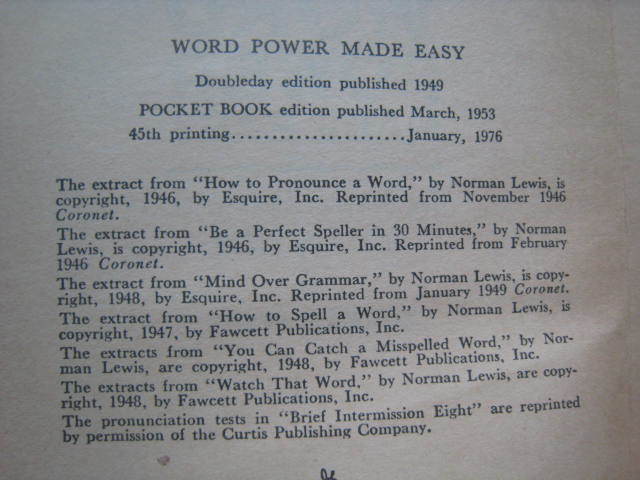 WORD POWER MADE EASY
Doubleday edition published 1949
POCKET BOOK edition published March, 1953
45th printing.......................January, 1976
The extract from "How to Pronounce a Word," by Norman Lewis, is
copyright, 1946, by Esquire, Inc. Reprinted from November 1946
Coronet.
The extract from "Be a Perfect Speller in 30 Minutes," by Norman
Lewis, is copyright, 1946, by Esquire, Inc. Reprinted from February
1946 Coronet.
The extract from "Mind Over Grammar," by Norman Lewis, is copy-
right, 1948, by Esquire, Inc. Reprinted from January 1949 Coronet.
The extract from "How to Spell a Word," by Norman Lewis, is
copyright, 1947, by Fawcett Publications, Inc.
The extracts from "You Can Catch a Misspelled Word," by Nor-
man Lewis, are copyright, 1948, by Fawcett Publications, Inc.
The extracts from "Watch That Word," by Norman Lewis, are copy-
right, 1948, by Fawcett Publications, Inc.
The pronunciation tests in "Brief Intermission Eight" are reprinted
by permission of the Curtis Publishing Company.